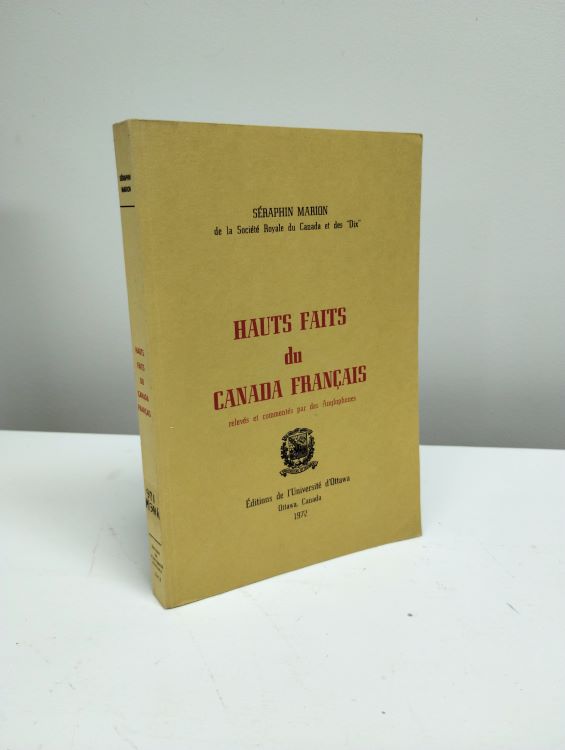 SÉRAPHIN MARION
de la Société Royale du Canada et des "Dix"
HAUTS FAITS
du
CANADA FRANÇAIS
relevés et commentés par des Anglophones
Éditions de l'Université d'Ottawa
Ottawa, Canada
1972
SÉRAPHIN
MARION
HAUTS
FAITS
DU
CANADA
FRANÇAIS